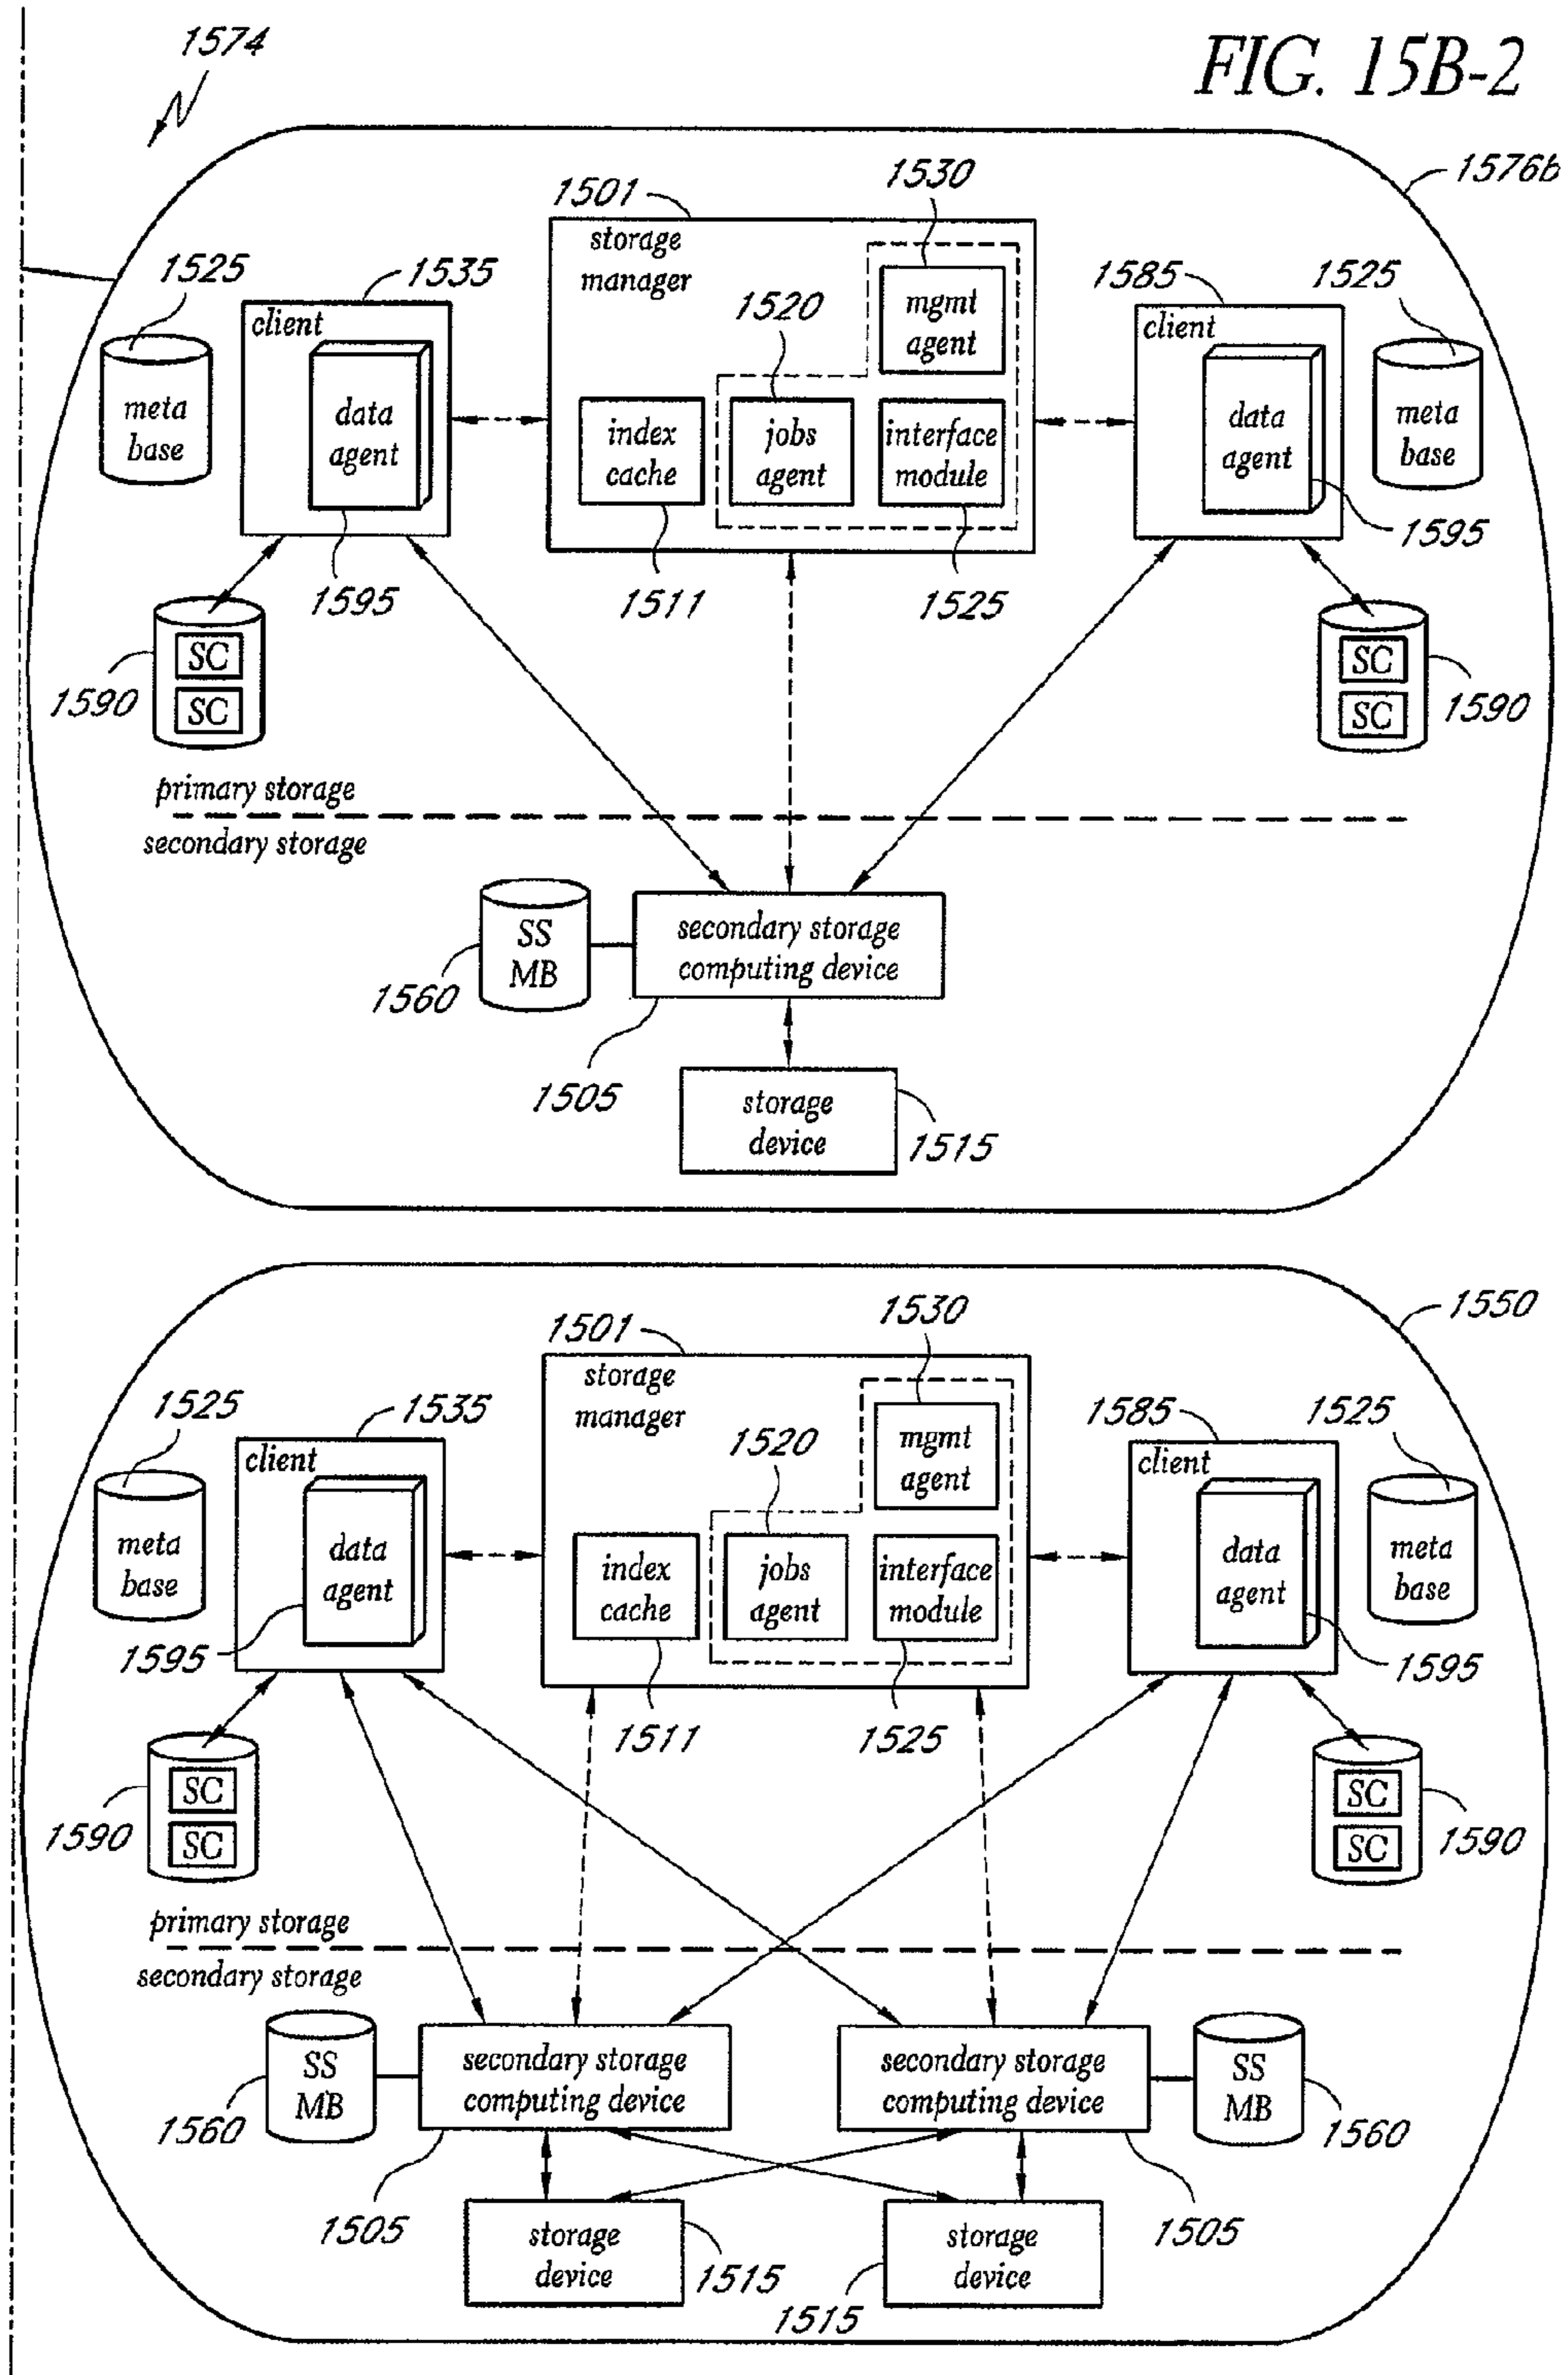 FIG. 15B-2
1574
1576b
1530
1501
storage
manager
1525
1535
1585
1525
client
1520
mgmt
agent
client
meta
base
data
agent
index
cache
jobs
agent
interface
module
data
agent
meta
base
1595
1511
1525
1595
SC
SC
1590
SC
SC
1590
primary storage
secondary storage
SS
MB
secondary storage
computing device
1560
1505
storage
device
1515
1550
1530
1501
storage
manager
1525
1535
1585
1525
client
1520
mgmt
agent
client
meta
base
data
agent
index
cache
jobs
agent
interface
module
data
agent
meta
base
1595
1511
1525
1595
SC
SC
1590
SC
SC
1590
primary storage
secondary storage
SS
MB
secondary storage
computing device
secondary storage
computing device
SS
MB
1560
1560
1505
storage
device
1515
storage
device
1505
1515